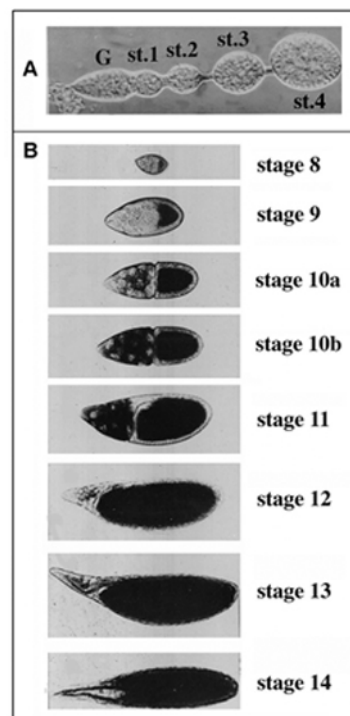 A
G st.1 st.2 st.3
st.4
B
stage 8
stage 9
stage 10a
stage 10b
stage 11
stage 12
stage 13
stage 14